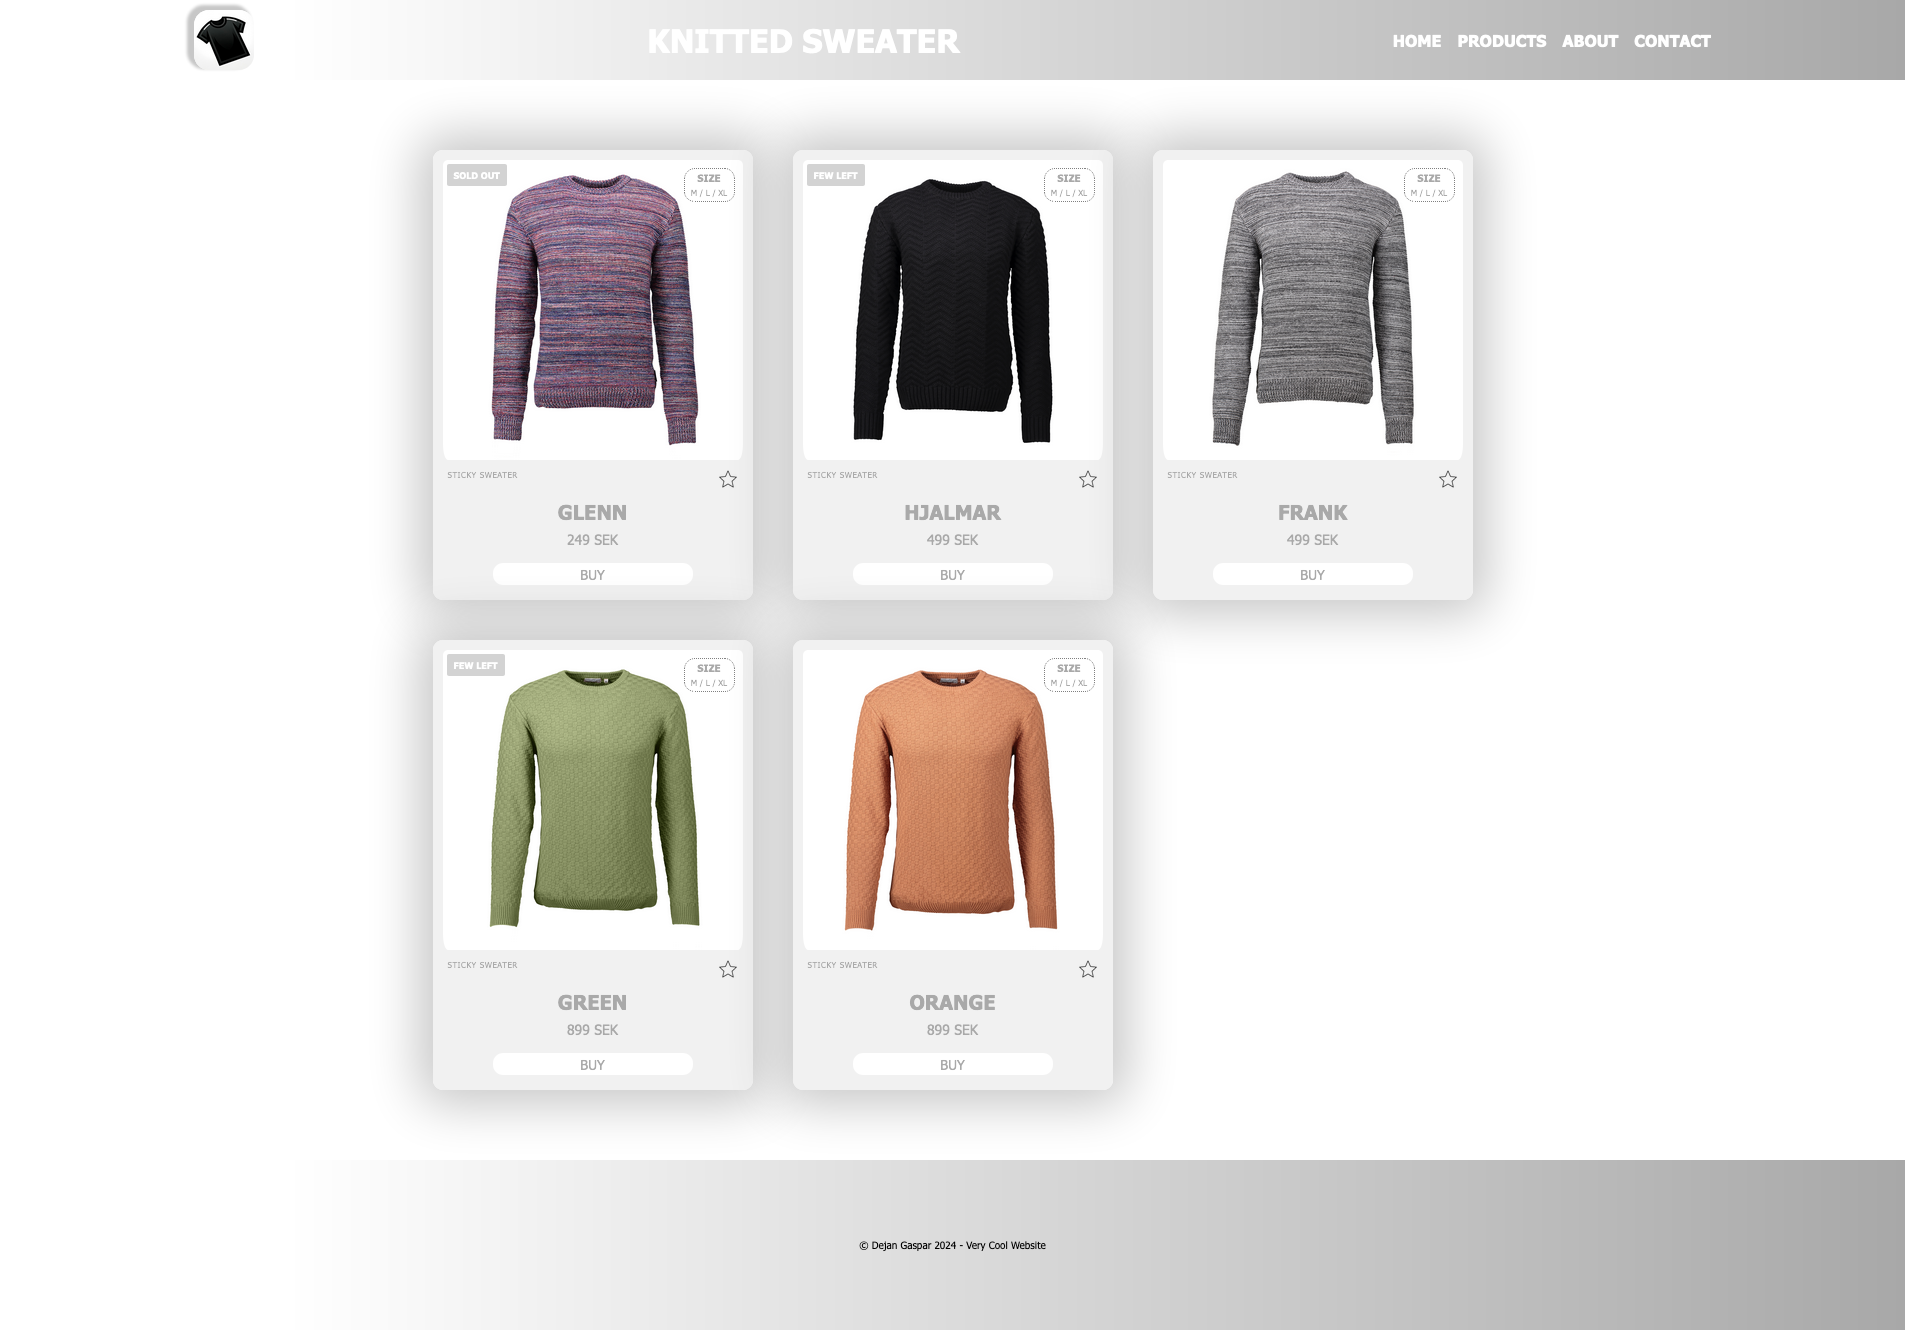 KNITTED SWEATER
HOME PRODUCTS ABOUT CONTACT
SOLD OUT
SIZE
M / L / XL
STICKY SWEATER
GLENN
249 SEK
BUY
FEW LEFT
SIZE
M / L / XL
STICKY SWEATER
HJALMAR
499 SEK
BUY
SIZE
M / L / XL
STICKY SWEATER
FRANK
499 SEK
BUY
FEW LEFT
SIZE
M / L / XL
STICKY SWEATER
GREEN
899 SEK
BUY
SIZE
M / L / XL
STICKY SWEATER
ORANGE
899 SEK
BUY
© Dejan Gaspar 2024 - Very Cool Website